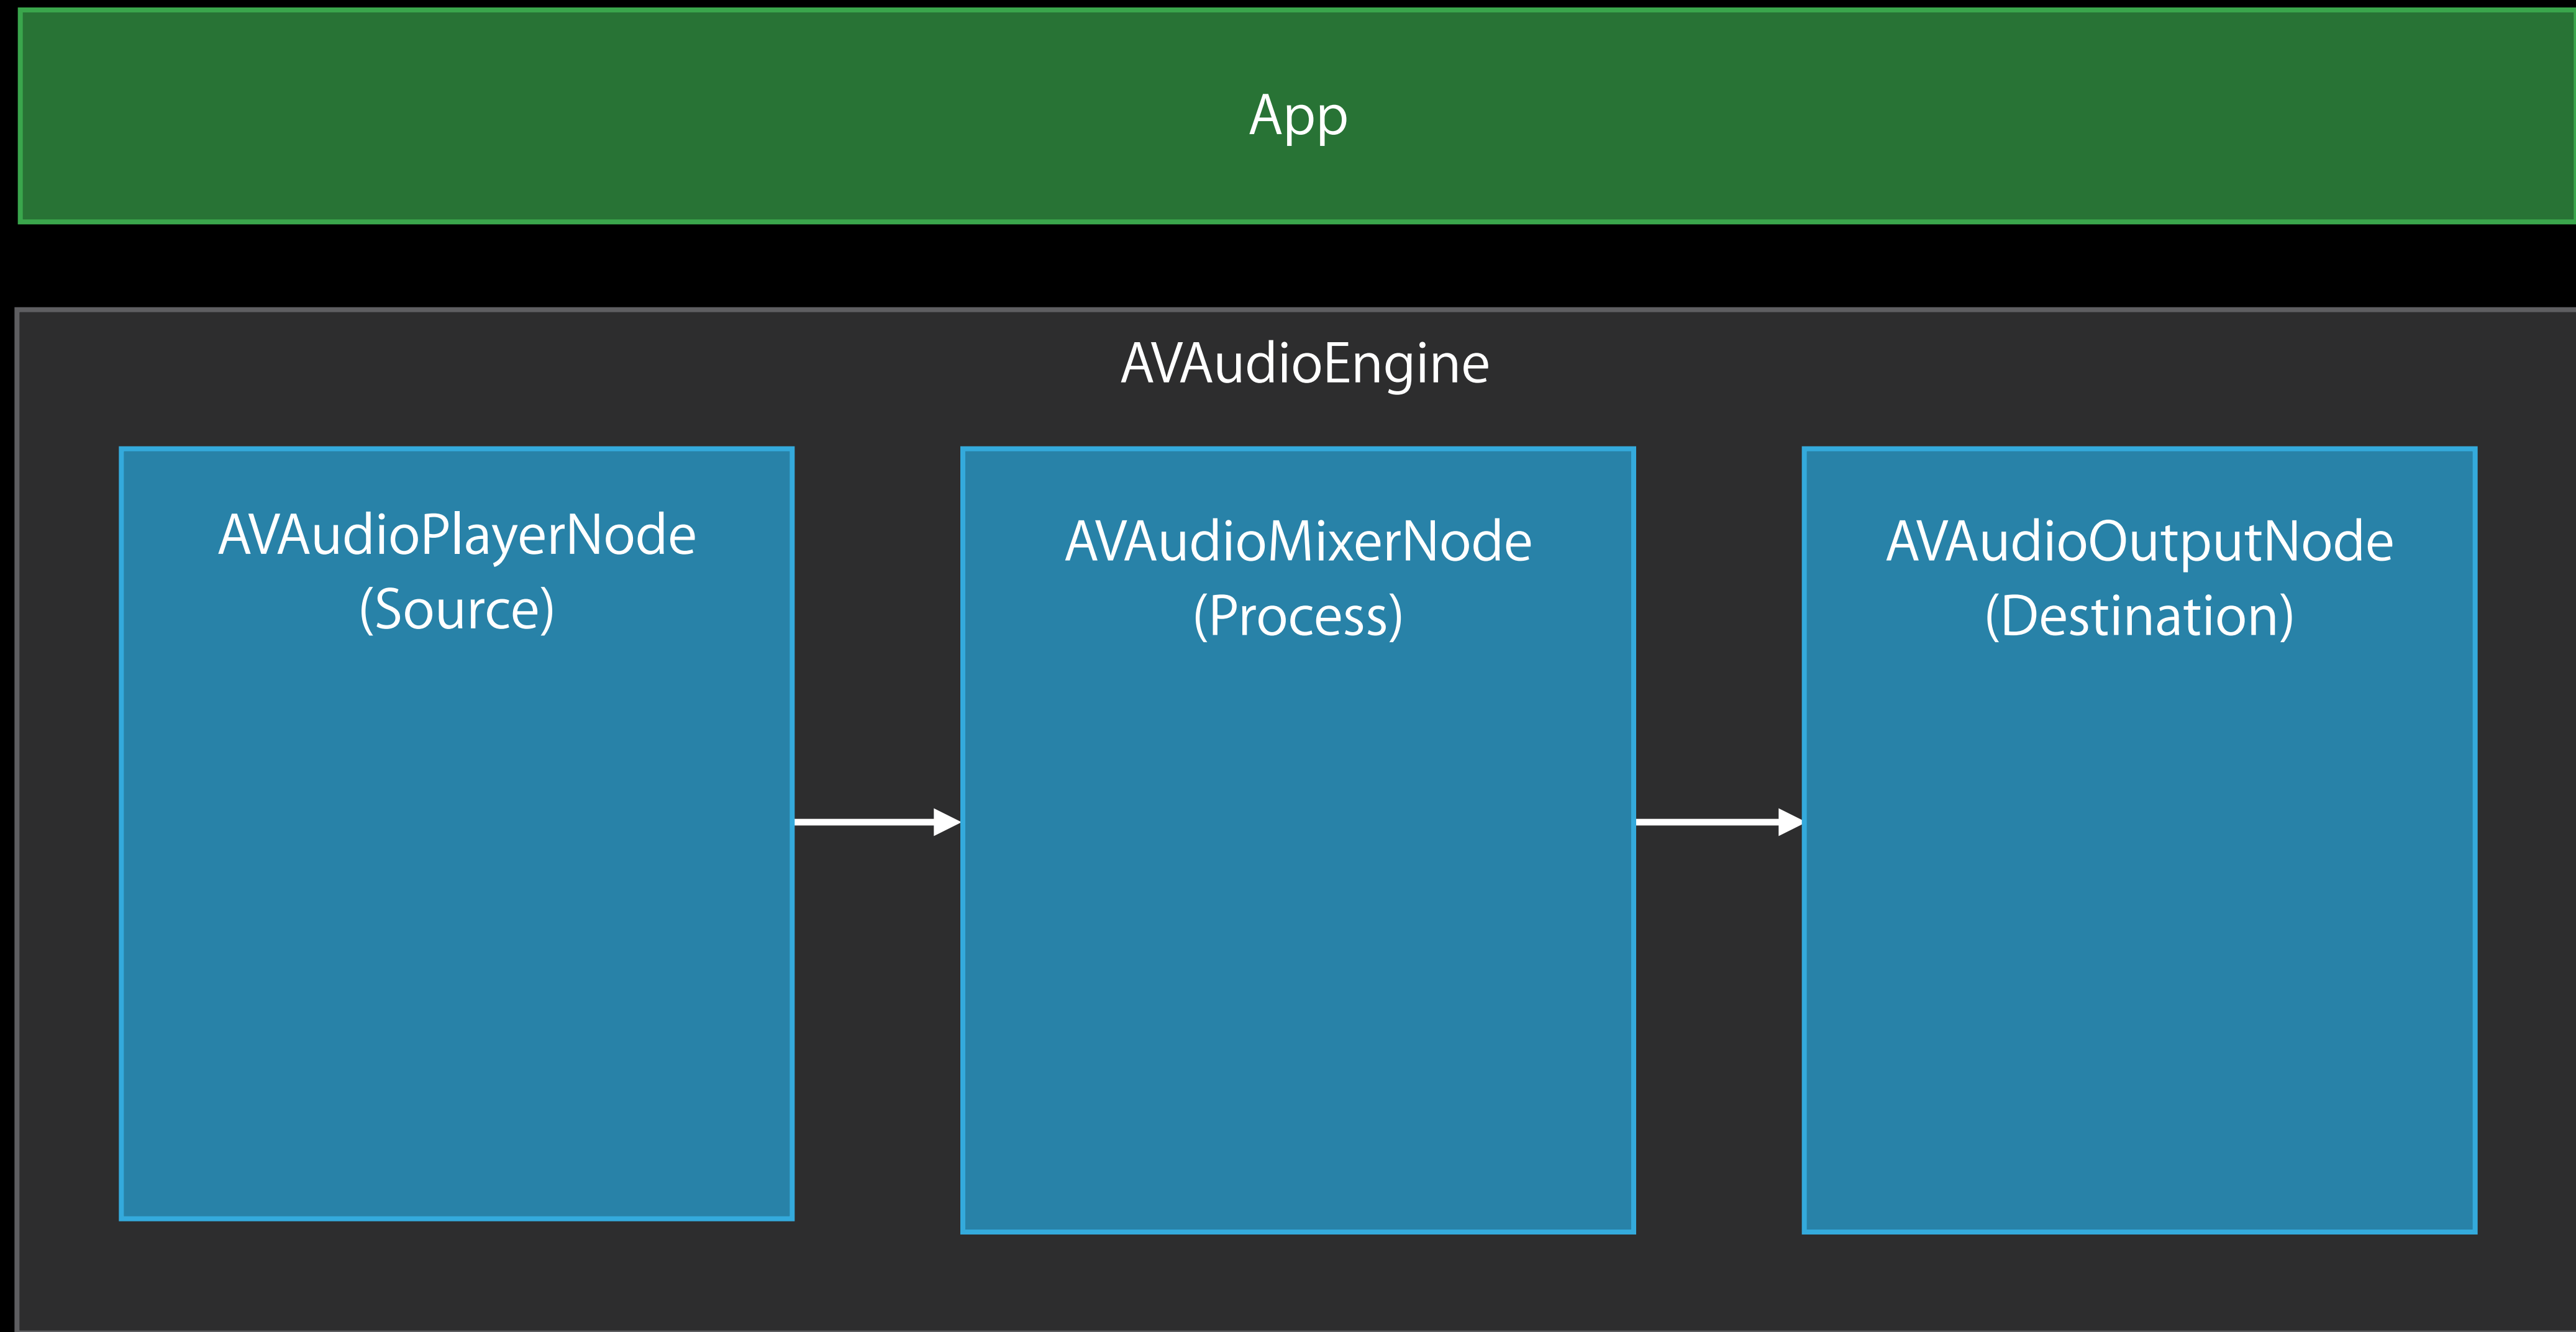 App
AVAudioEngine
AVAudioPlayerNode
(Source)
AVAudioMixerNode
(Process)
AVAudioOutputNode
(Destination)